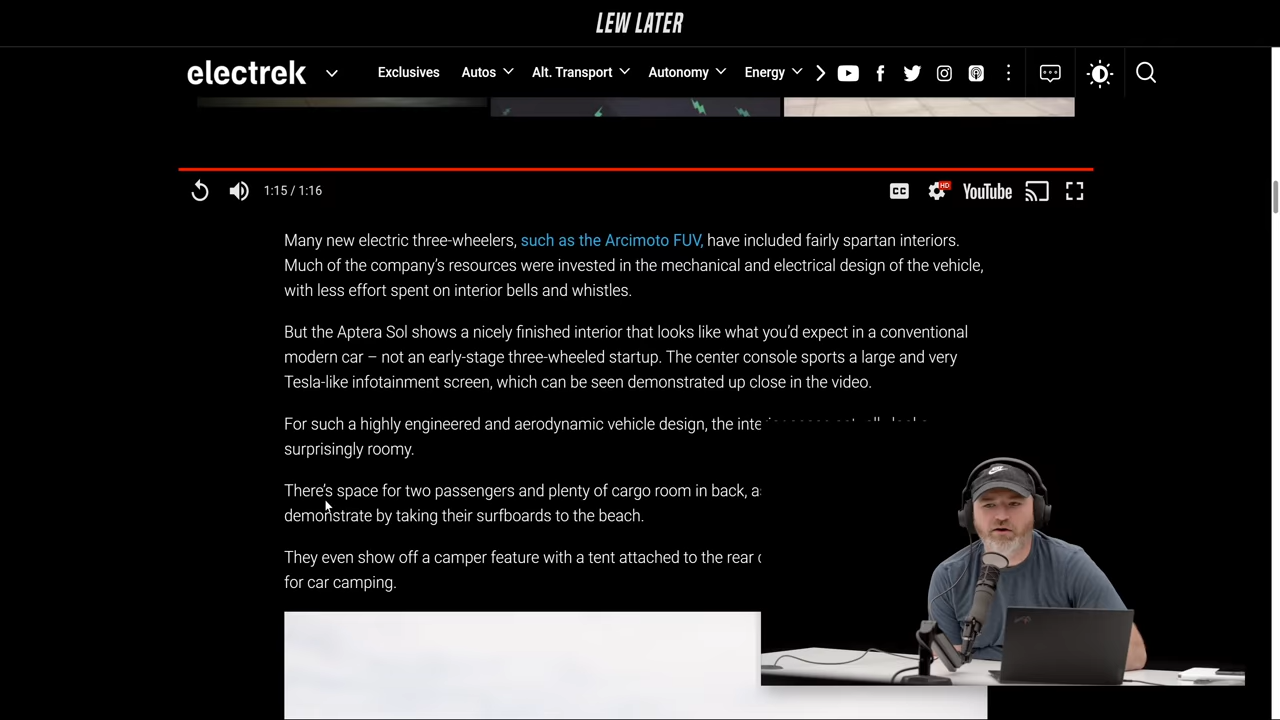 LEW LATER
electrek
Exclusives
Autos
Alt. Transport
Autonomy
Energy
1:15 / 1:16
CC
HD
YouTube
Many new electric three-wheelers, such as the Arcimoto FUV, have included fairly spartan interiors.
Much of the company's resources were invested in the mechanical and electrical design of the vehicle,
with less effort spent on interior bells and whistles.
But the Aptera Sol shows a nicely finished interior that looks like what you'd expect in a conventional
modern car – not an early-stage three-wheeled startup. The center console sports a large and very
Tesla-like infotainment screen, which can be seen demonstrated up close in the video.
For such a highly engineered and aerodynamic vehicle design, the
surprisingly roomy.
There's space for two passengers and plenty of cargo room in back,
demonstrate by taking their surfboards to the beach.
They even show off a camper feature with a tent attached to the rear
for car camping.